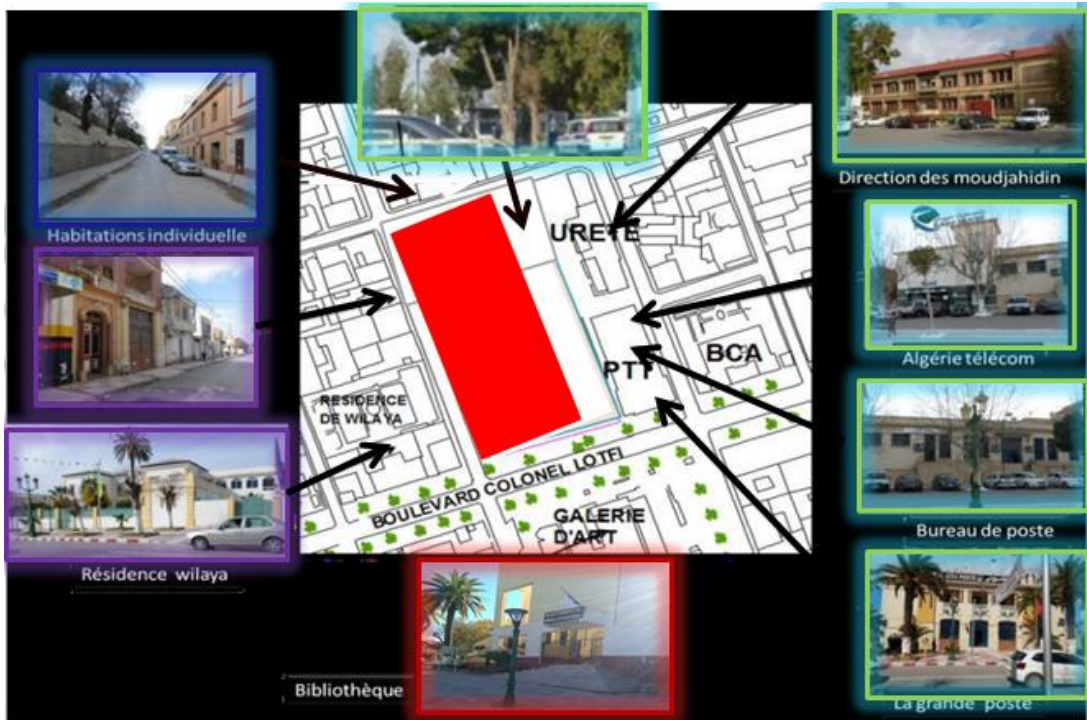 Direction des moudjahidin
Habitations individuelle
URETE
Algérie télécom
BCA
PTT
RESIDENCE
DE WILAYA
BOULEVARD COLONEL LOTFI
GALERIE
D'ART
Bureau de poste
Résidence wilaya
Bibliothèque
La grande poste